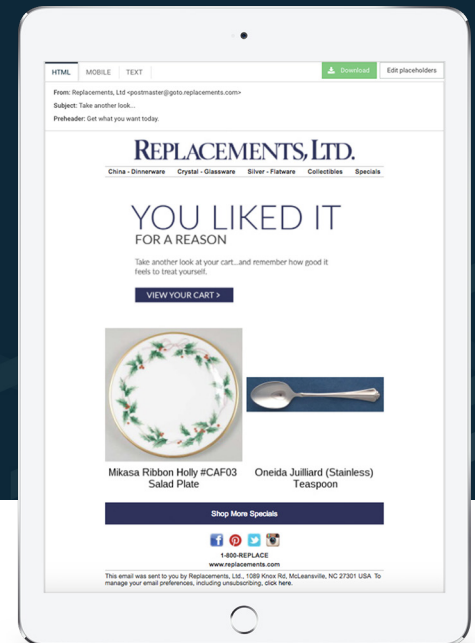 HTML MOBILE TEXT Download Edit placeholders
From: Replacements, Ltd <postmaster@goto.replacements.com>
Subject: Take another look...
Preheader: Get what you want today.
REPLACEMENTS, LTD.
China - Dinnerware Crystal - Glassware Silver - Flatware Collectibles Specials
YOU LIKED IT
FOR A REASON
Take another look at your cart...and remember how good it
feels to treat yourself.
VIEW YOUR CART >
Mikasa Ribbon Holly #CAF03
Salad Plate
Oneida Juilliard (Stainless)
Teaspoon
Shop More Specials
1-800-REPLACE
www.replacements.com
This email was sent to you by Replacements, Ltd., 1089 Knox Rd, McLeansville, NC 27301 USA To
manage your email preferences, including unsubscribing, click here.